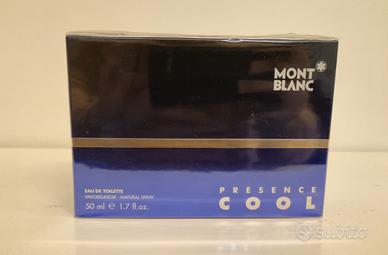 MONT
BLANC
EAU DE TOILETTE
VAPORISATEUR - NATURAL SPRAY
50 ml e 1.7 fl.oz.
PRESENCE
COOL
subito